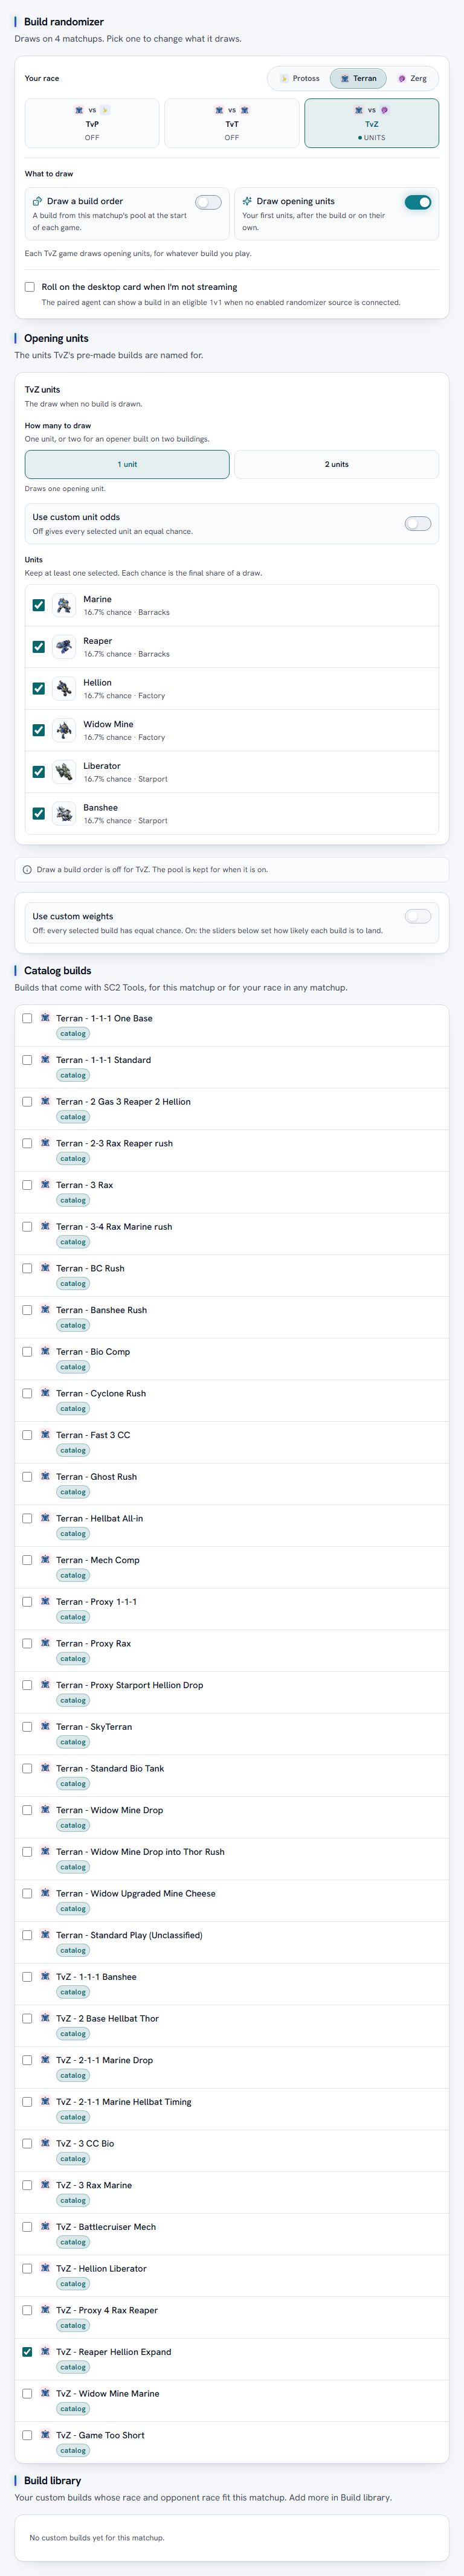 Build randomizer
Draws on 4 matchups. Pick one to change what it draws.
Your race
Protoss
Terran
Zerg
vs
TvP
OFF
vs
TvT
OFF
vs
TvZ
UNITS
What to draw
Draw a build order
A build from this matchup's pool at the start
of each game.
Draw opening units
Your first units, after the build or on their
own.
Each TvZ game draws opening units, for whatever build you play.
Roll on the desktop card when I'm not streaming
The paired agent can show a build in an eligible 1v1 when no enabled randomizer source is connected.
Opening units
The units TvZ's pre-made builds are named for.
TvZ units
The draw when no build is drawn.
How many to draw
One unit, or two for an opener built on two buildings.
1 unit
2 units
Draws one opening unit.
Use custom unit odds
Off gives every selected unit an equal chance.
Units
Keep at least one selected. Each chance is the final share of a draw.
Marine
16.7% chance · Barracks
Reaper
16.7% chance · Barracks
Hellion
16.7% chance · Factory
Widow Mine
16.7% chance · Factory
Liberator
16.7% chance · Starport
Banshee
16.7% chance · Starport
Draw a build order is off for TvZ. The pool is kept for when it is on.
Use custom weights
Off: every selected build has equal chance. On: the sliders below set how likely each build is to land.
Catalog builds
Builds that come with SC2 Tools, for this matchup or for your race in any matchup.
Terran - 1-1-1 One Base
catalog
Terran - 1-1-1 Standard
catalog
Terran - 2 Gas 3 Reaper 2 Hellion
catalog
Terran - 2-3 Rax Reaper rush
catalog
Terran - 3 Rax
catalog
Terran - 3-4 Rax Marine rush
catalog
Terran - BC Rush
catalog
Terran - Banshee Rush
catalog
Terran - Bio Comp
catalog
Terran - Cyclone Rush
catalog
Terran - Fast 3 CC
catalog
Terran - Ghost Rush
catalog
Terran - Hellbat All-in
catalog
Terran - Mech Comp
catalog
Terran - Proxy 1-1-1
catalog
Terran - Proxy Rax
catalog
Terran - Proxy Starport Hellion Drop
catalog
Terran - SkyTerran
catalog
Terran - Standard Bio Tank
catalog
Terran - Widow Mine Drop
catalog
Terran - Widow Mine Drop into Thor Rush
catalog
Terran - Widow Upgraded Mine Cheese
catalog
Terran - Standard Play (Unclassified)
catalog
TvZ - 1-1-1 Banshee
catalog
TvZ - 2 Base Hellbat Thor
catalog
TvZ - 2-1-1 Marine Drop
catalog
TvZ - 2-1-1 Marine Hellbat Timing
catalog
TvZ - 3 CC Bio
catalog
TvZ - 3 Rax Marine
catalog
TvZ - Battlecruiser Mech
catalog
TvZ - Hellion Liberator
catalog
TvZ - Proxy 4 Rax Reaper
catalog
TvZ - Reaper Hellion Expand
catalog
TvZ - Widow Mine Marine
catalog
TvZ - Game Too Short
catalog
Build library
Your custom builds whose race and opponent race fit this matchup. Add more in Build library.
No custom builds yet for this matchup.